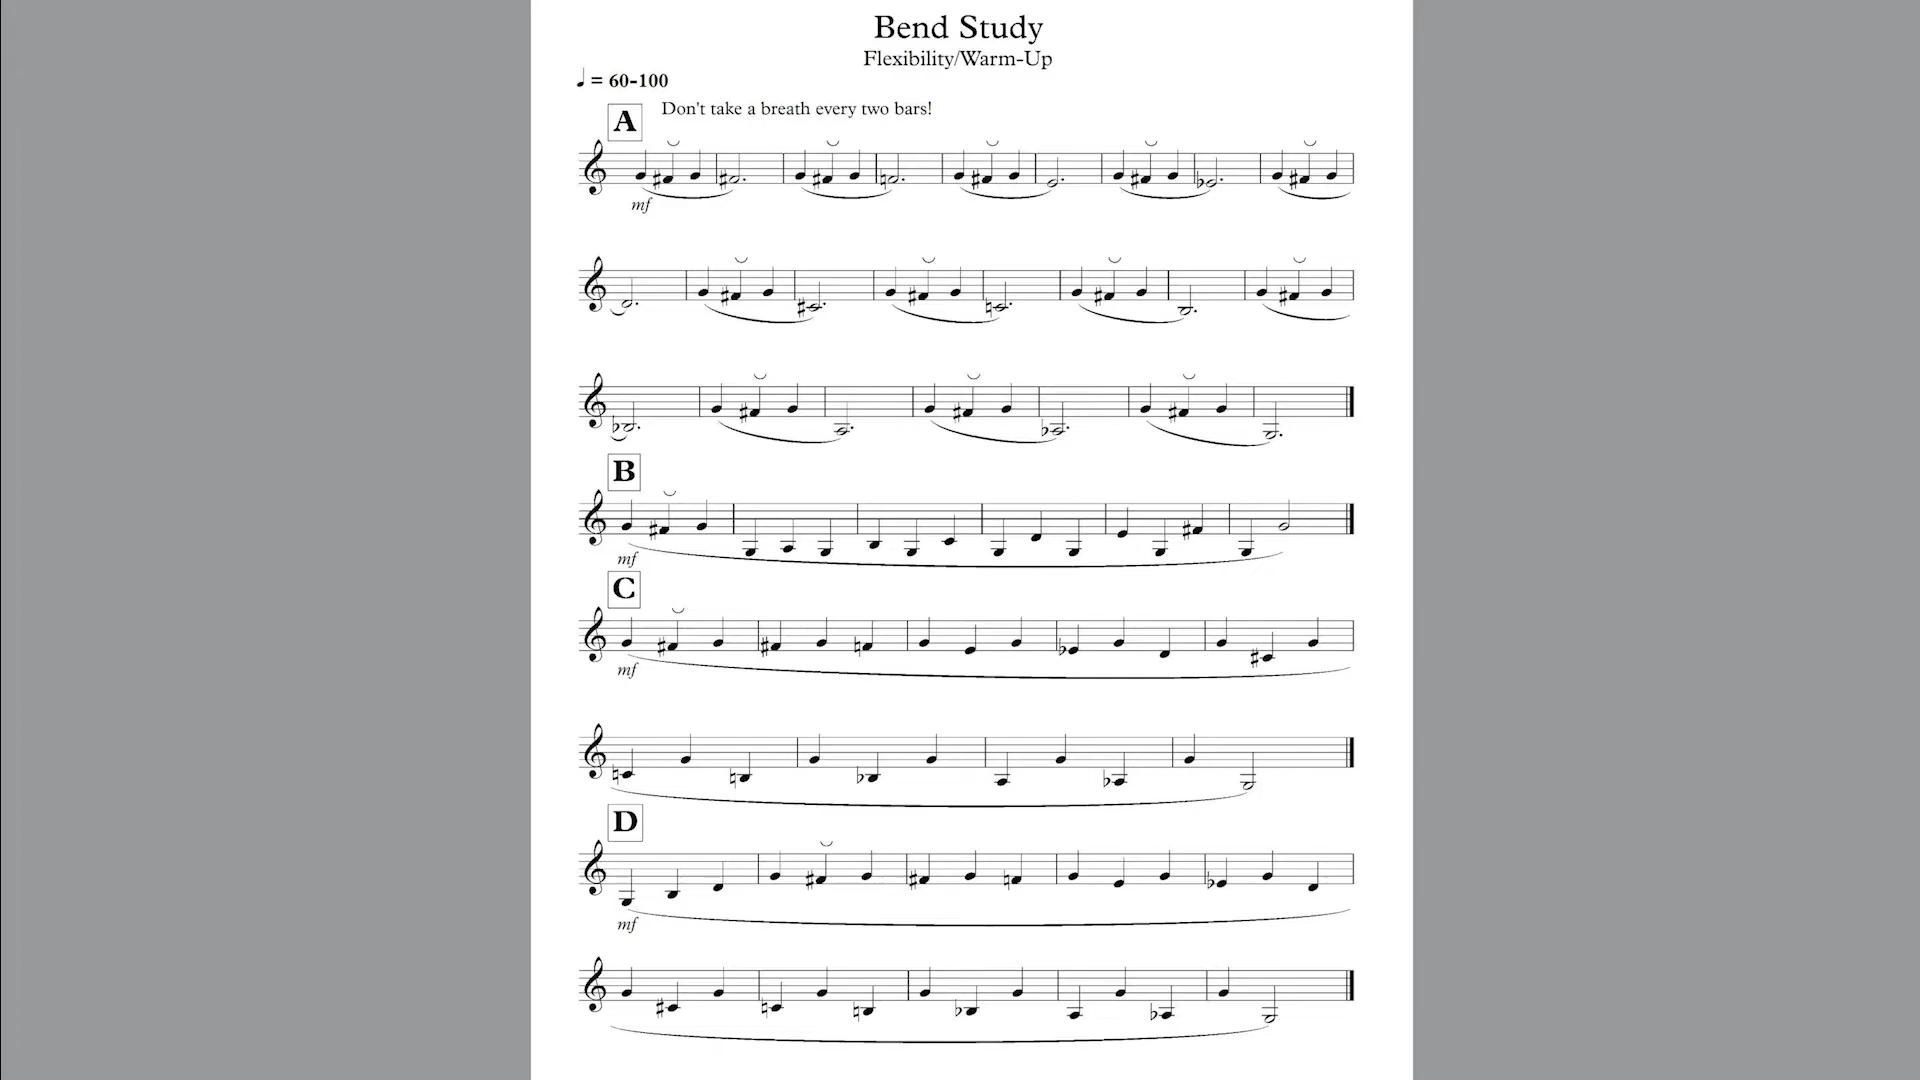 Bend Study
Flexibility/Warm-Up
♩ = 60-100
A
Don't take a breath every two bars!
mf
B
mf
C
mf
D
mf